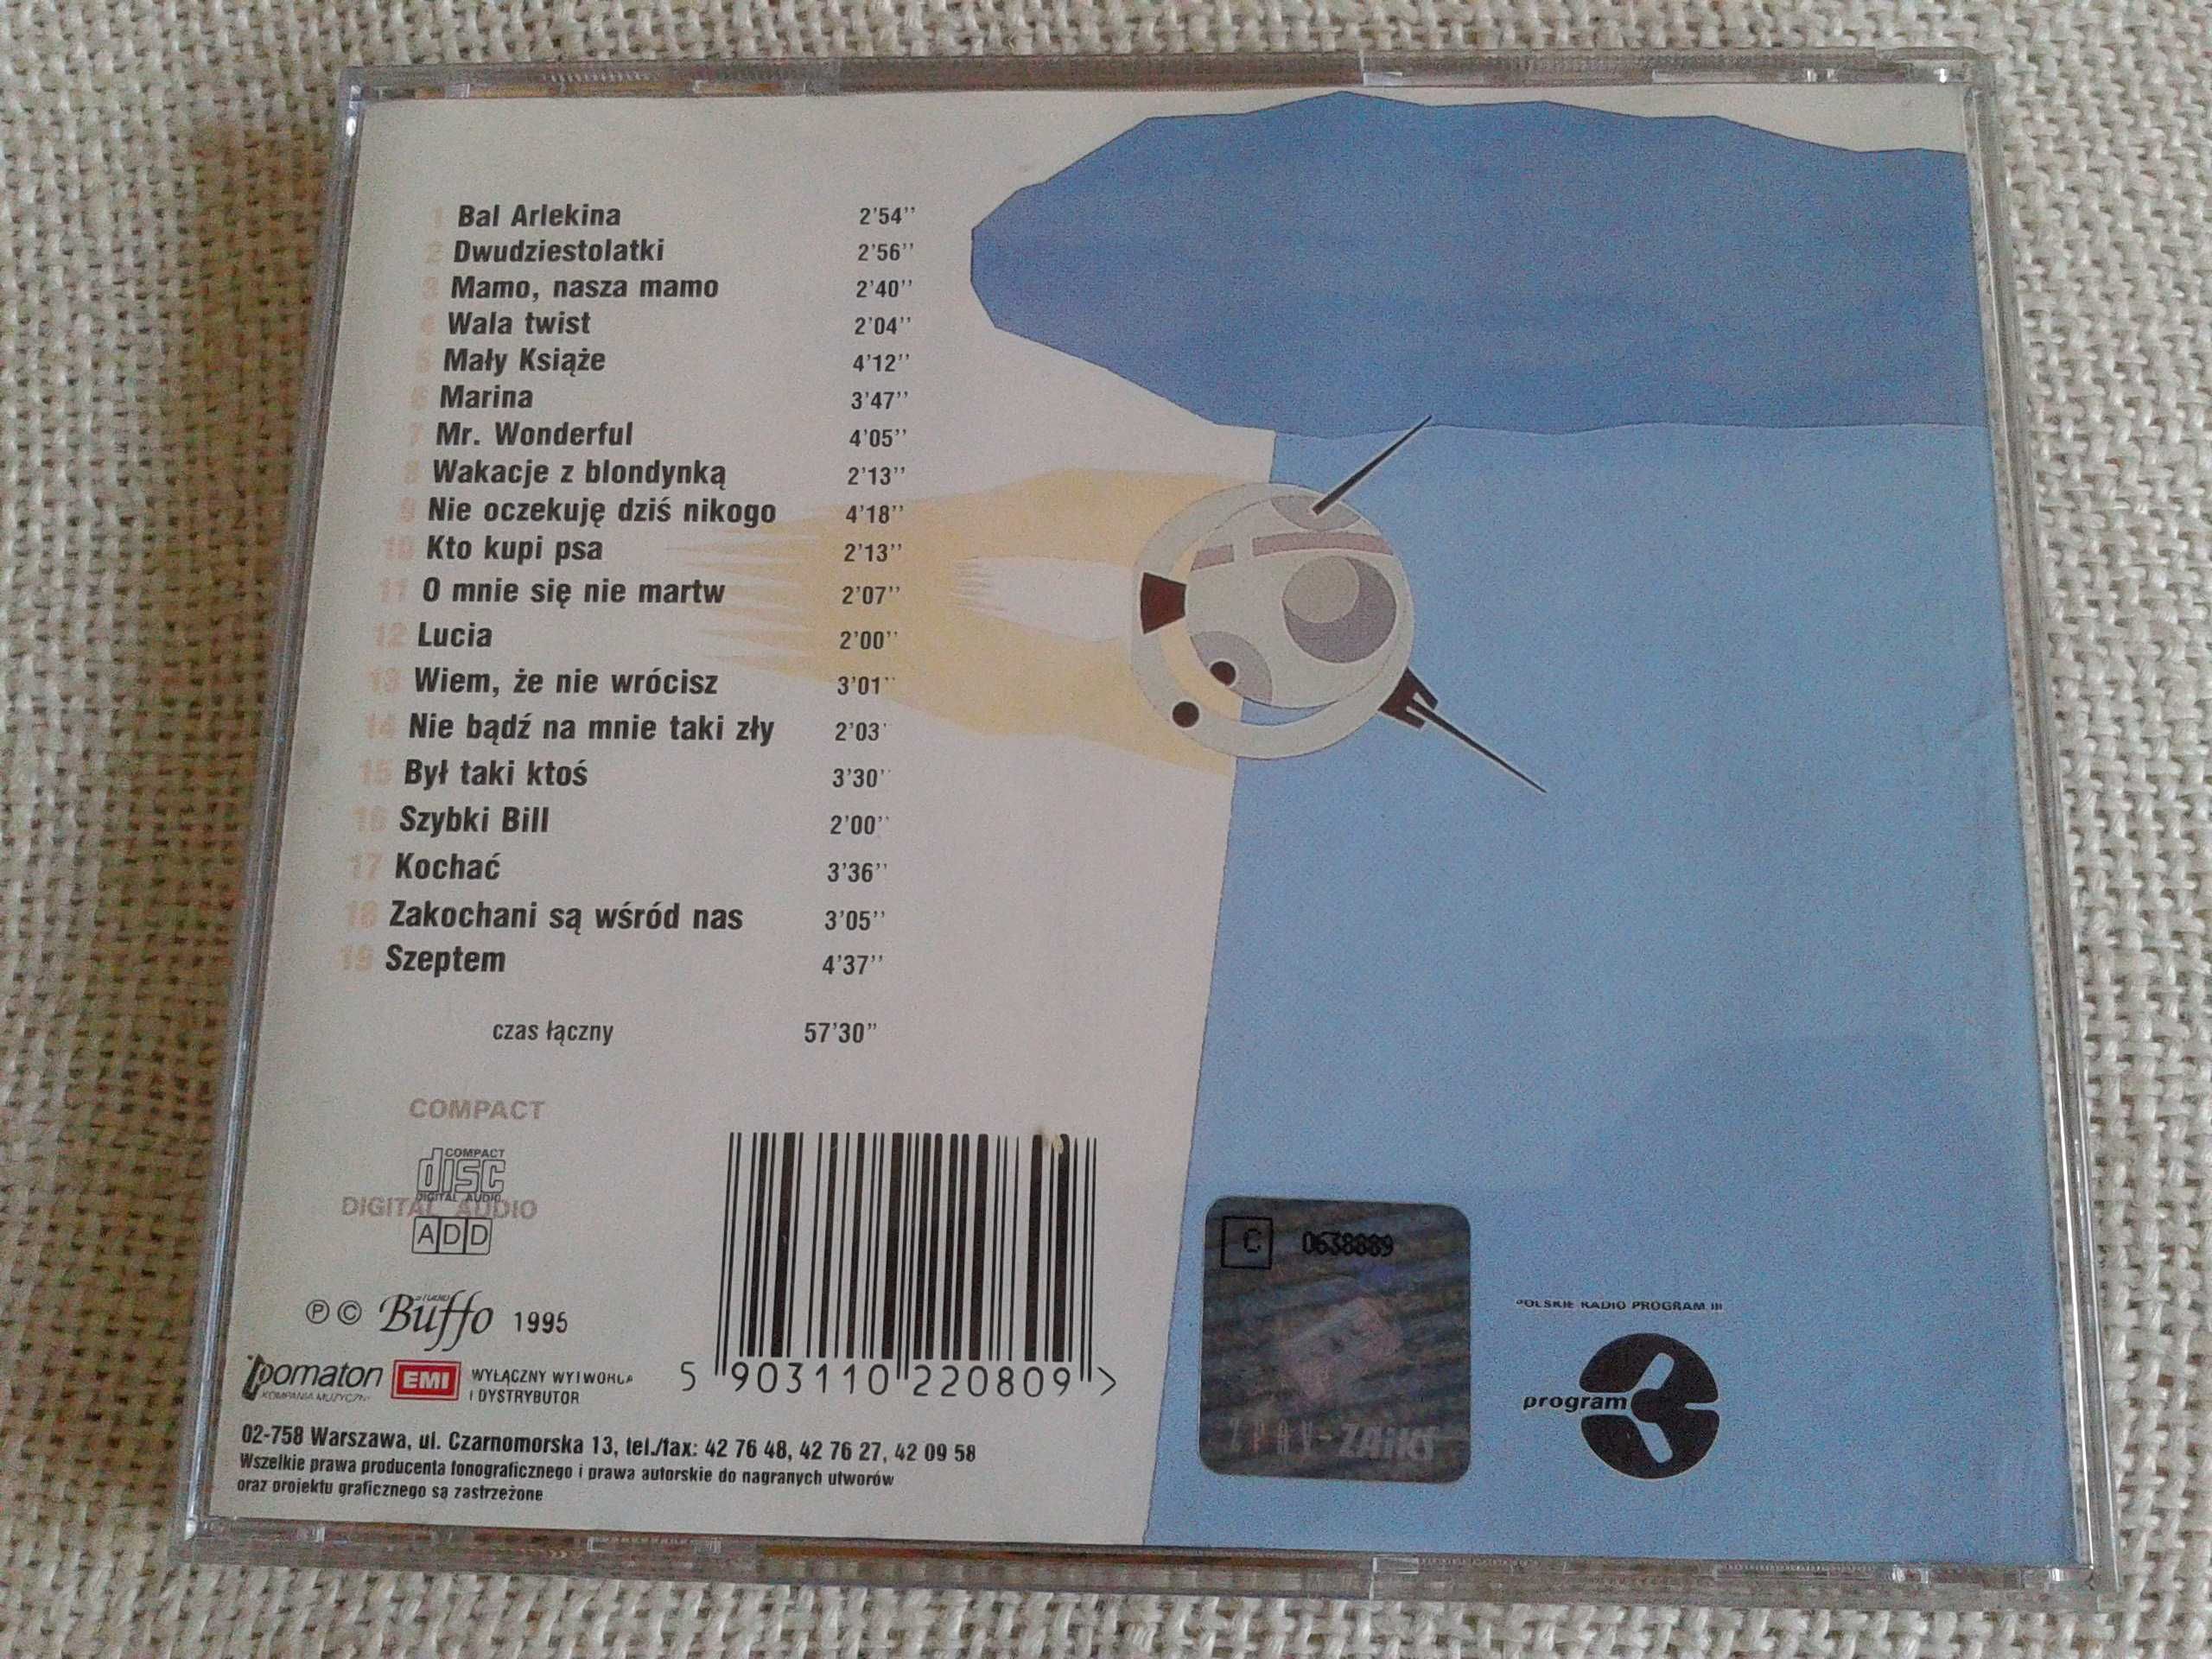 1 Bal Arlekina 2'54''
2 Dwudziestolatki 2'56''
3 Mamo, nasza mamo 2'40''
4 Wala twist 2'04''
5 Mały Książe 4'12''
6 Marina 3'47''
7 Mr. Wonderful 4'05''
8 Wakacje z blondynką 2'13''
9 Nie oczekuję dziś nikogo 4'18''
10 Kto kupi psa 2'13''
11 O mnie się nie martw 2'07''
12 Lucia 2'00''
13 Wiem, że nie wrócisz 3'01''
14 Nie bądź na mnie taki zły 2'03'
15 Był taki ktoś 3'30''
16 Szybki Bill 2'00''
17 Kochać 3'36''
18 Zakochani są wśród nas 3'05''
19 Szeptem 4'37''
czas łączny 57'30"
COMPACT
COMPACT
disc
DIGITAL AUDIO
DIGITAL AUDIO
ADD
℗ © STUDIO Buffo 1995
pomaton EMI WYŁĄCZNY WYTWÓRCA
KOMPANIA MUZYCZNA I DYSTRYBUTOR
5 903110 220809 >
02-758 Warszawa, ul. Czarnomorska 13, tel./fax: 42 76 48, 42 76 27, 42 09 58
Wszelkie prawa producenta fonograficznego i prawa autorskie do nagranych utworów
oraz projektu graficznego są zastrzeżone
C 0638889
ZPAV-ZAiKS
POLSKIE RADIO PROGRAM III
program